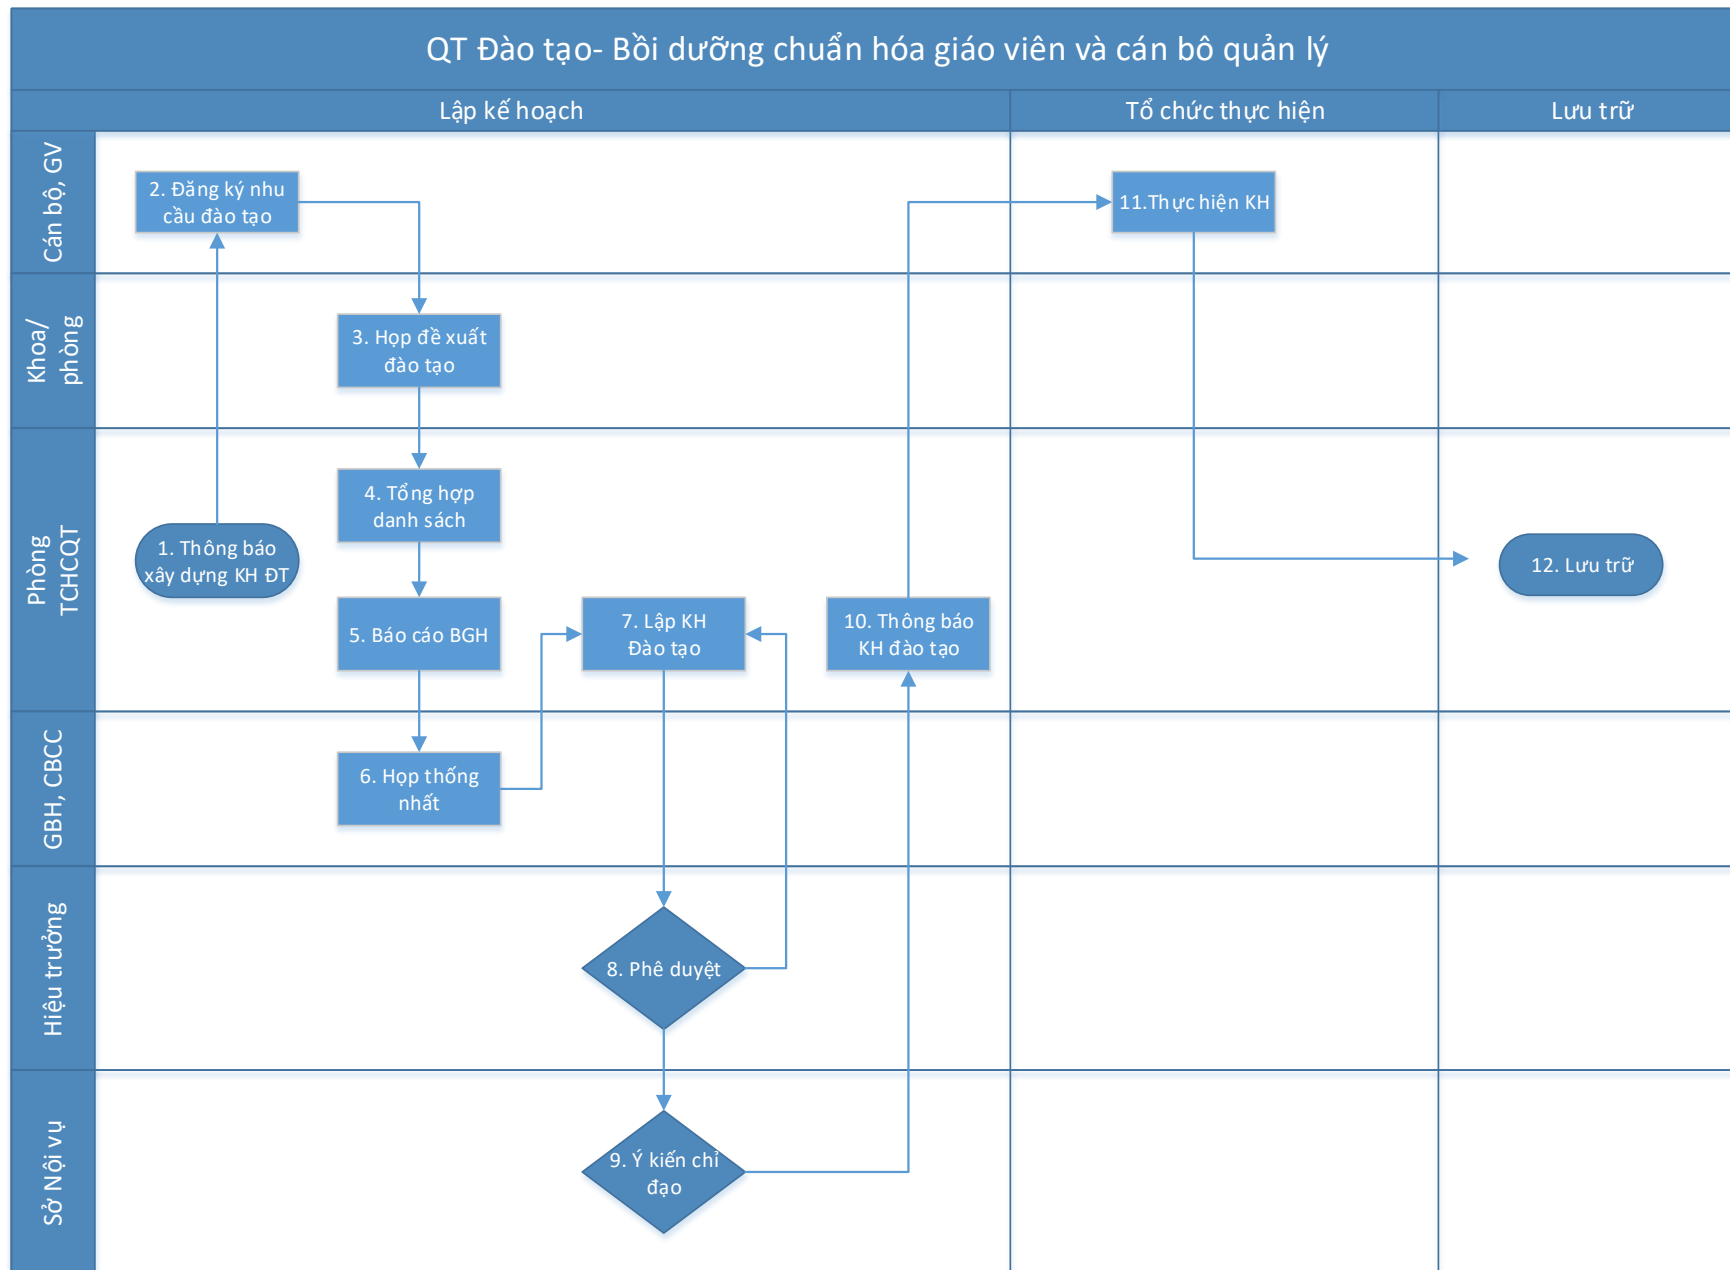 QT Đào tạo- Bồi dưỡng chuẩn hóa giáo viên và cán bô quản lý
Lập kế hoạch
Tổ chức thực hiện
Lưu trữ
Cán bộ, GV
2. Đăng ký nhu
cầu đào tạo
11.Thực hiện KH
Khoa/
phòng
3. Họp đề xuất
đào tạo
Phòng
TCHCQT
4. Tổng hợp
danh sách
1. Thông báo
xây dựng KH ĐT
12. Lưu trữ
5. Báo cáo BGH
7. Lập KH
Đào tạo
10. Thông báo
KH đào tạo
GBH, CBCC
6. Họp thống
nhất
Hiệu trưởng
8. Phê duyệt
Sở Nội vụ
9. Ý kiến chỉ
đạo